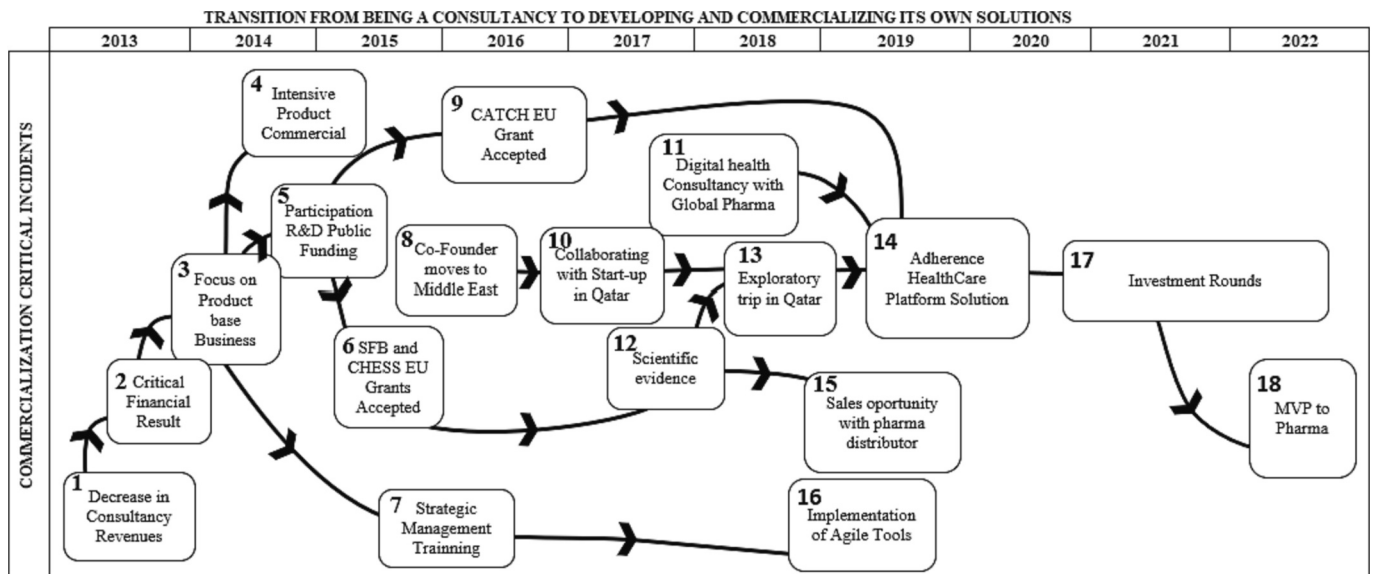 TRANSITION FROM BEING A CONSULTANCY TO DEVELOPING AND COMMERCIALIZING ITS OWN SOLUTIONS
2013 2014 2015 2016 2017 2018 2019 2020 2021 2022
COMMERCIALIZATION CRITICAL INCIDENTS
1
Decrease in
Consultancy
Revenues
2 Critical
Financial
Result
3 Focus on
Product
base
Business
4
Intensive
Product
Commercial
5
Participation
R&D Public
Funding
6 SFB and
CHESS EU
Grants
Accepted
7 Strategic
Management
Trainning
8 Co-Founder
moves to
Middle East
9
CATCH EU
Grant
Accepted
10
Collaborating
with Start-up
in Qatar
11
Digital health
Consultancy with
Global Pharma
12
Scientific
evidence
13
Exploratory
trip in Qatar
14 Adherence
HealthCare
Platform Solution
15
Sales oportunity
with pharma
distributor
16
Implementation
of Agile Tools
17
Investment Rounds
18
MVP to
Pharma